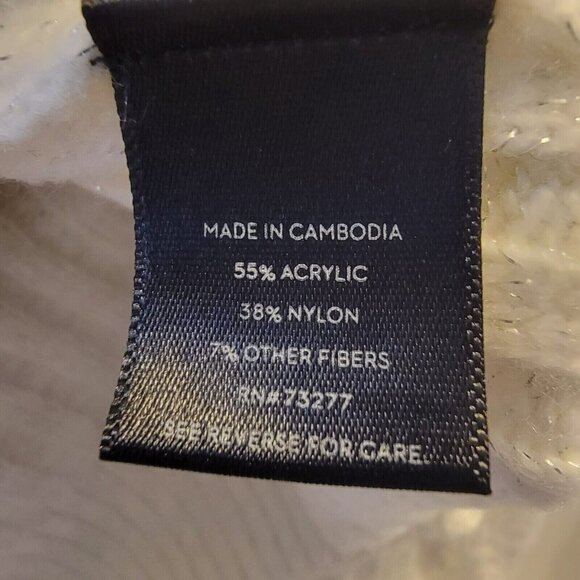 MADE IN CAMBODIA
55% ACRYLIC
38% NYLON
7% OTHER FIBERS
RN#73277
SEE REVERSE FOR CARE.